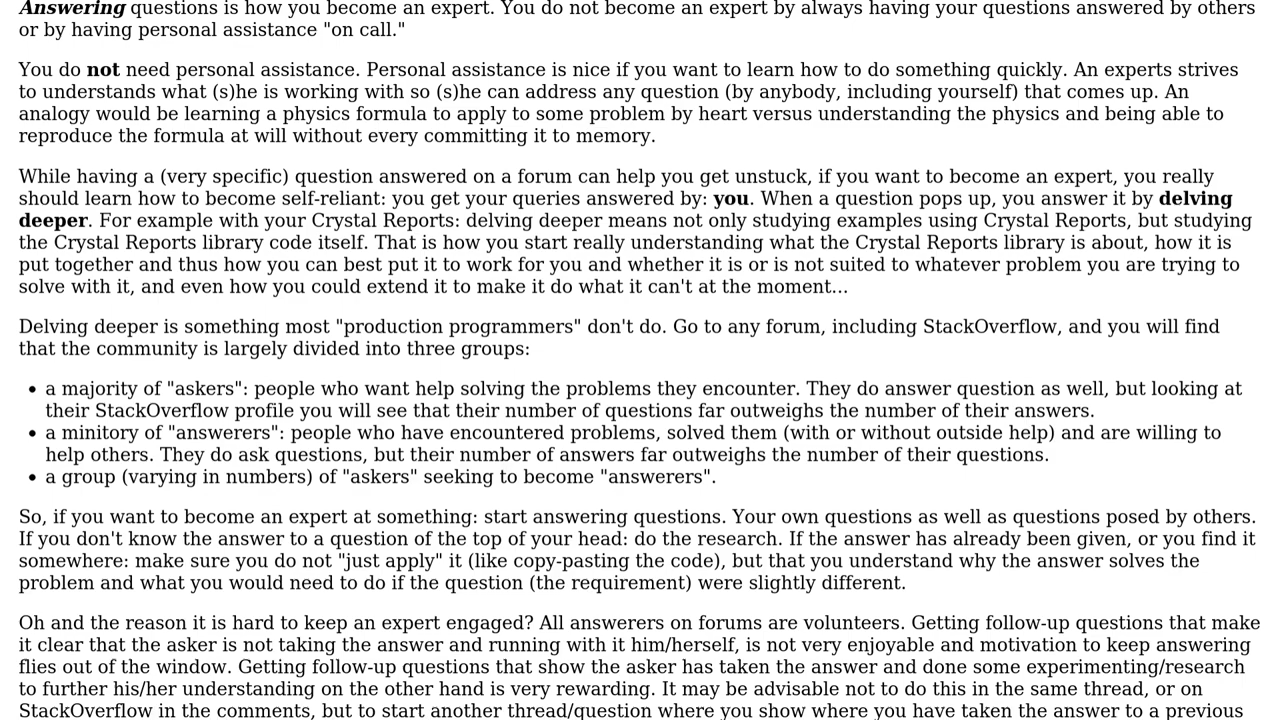 Answering questions is how you become an expert. You do not become an expert by always having your questions answered by others
or by having personal assistance "on call."
You do not need personal assistance. Personal assistance is nice if you want to learn how to do something quickly. An experts strives
to understands what (s)he is working with so (s)he can address any question (by anybody, including yourself) that comes up. An
analogy would be learning a physics formula to apply to some problem by heart versus understanding the physics and being able to
reproduce the formula at will without every committing it to memory.
While having a (very specific) question answered on a forum can help you get unstuck, if you want to become an expert, you really
should learn how to become self-reliant: you get your queries answered by: you. When a question pops up, you answer it by delving
deeper. For example with your Crystal Reports: delving deeper means not only studying examples using Crystal Reports, but studying
the Crystal Reports library code itself. That is how you start really understanding what the Crystal Reports library is about, how it is
put together and thus how you can best put it to work for you and whether it is or is not suited to whatever problem you are trying to
solve with it, and even how you could extend it to make it do what it can't at the moment...
Delving deeper is something most "production programmers" don't do. Go to any forum, including StackOverflow, and you will find
that the community is largely divided into three groups:
• a majority of "askers": people who want help solving the problems they encounter. They do answer question as well, but looking at
their StackOverflow profile you will see that their number of questions far outweighs the number of their answers.
• a minitory of "answerers": people who have encountered problems, solved them (with or without outside help) and are willing to
help others. They do ask questions, but their number of answers far outweighs the number of their questions.
• a group (varying in numbers) of "askers" seeking to become "answerers".
So, if you want to become an expert at something: start answering questions. Your own questions as well as questions posed by others.
If you don't know the answer to a question of the top of your head: do the research. If the answer has already been given, or you find it
somewhere: make sure you do not "just apply" it (like copy-pasting the code), but that you understand why the answer solves the
problem and what you would need to do if the question (the requirement) were slightly different.
Oh and the reason it is hard to keep an expert engaged? All answerers on forums are volunteers. Getting follow-up questions that make
it clear that the asker is not taking the answer and running with it him/herself, is not very enjoyable and motivation to keep answering
flies out of the window. Getting follow-up questions that show the asker has taken the answer and done some experimenting/research
to further his/her understanding on the other hand is very rewarding. It may be advisable not to do this in the same thread, or on
StackOverflow in the comments, but to start another thread/question where you show where you have taken the answer to a previous